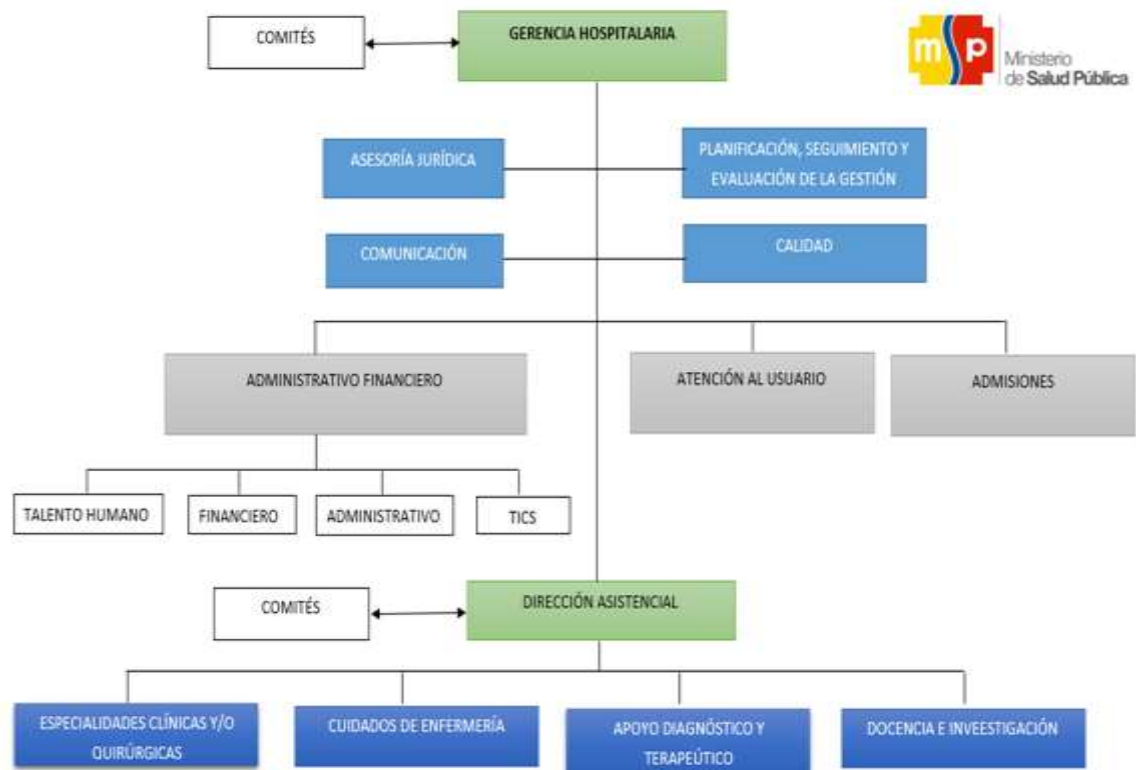 COMITÉS
GERENCIA HOSPITALARIA
msp
Ministerio
de Salud Pública
ASESORÍA JURÍDICA
PLANIFICACIÓN, SEGUIMIENTO Y
EVALUACIÓN DE LA GESTIÓN
COMUNICACIÓN
CALIDAD
ADMINISTRATIVO FINANCIERO
ATENCIÓN AL USUARIO
ADMISIONES
TALENTO HUMANO
FINANCIERO
ADMINISTRATIVO
TICS
COMITÉS
DIRECCIÓN ASISTENCIAL
ESPECIALIDADES CLÍNICAS Y/O
QUIRÚRGICAS
CUIDADOS DE ENFERMERÍA
APOYO DIAGNÓSTICO Y
TERAPEÚTICO
DOCENCIA E INVEESTIGACIÓN